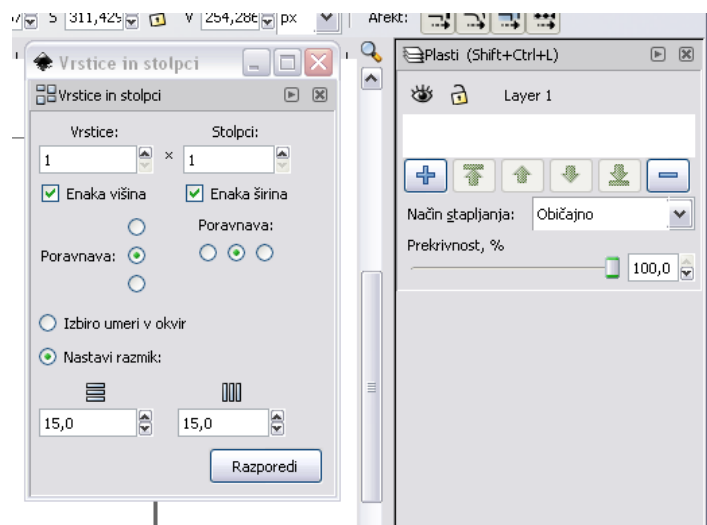 S 311,429 V 254,286 px Afekt:
Vrstice in stolpci
Vrstice in stolpci
Vrstice: Stolpci:
1 × 1
Enaka višina Enaka širina
Poravnava:
Poravnava:
Izbiro umeri v okvir
Nastavi razmik:
15,0 15,0
Razporedi
Plasti (Shift+Ctrl+L)
Layer 1
Način stapljanja: Običajno
Prekrivnost, %
100,0